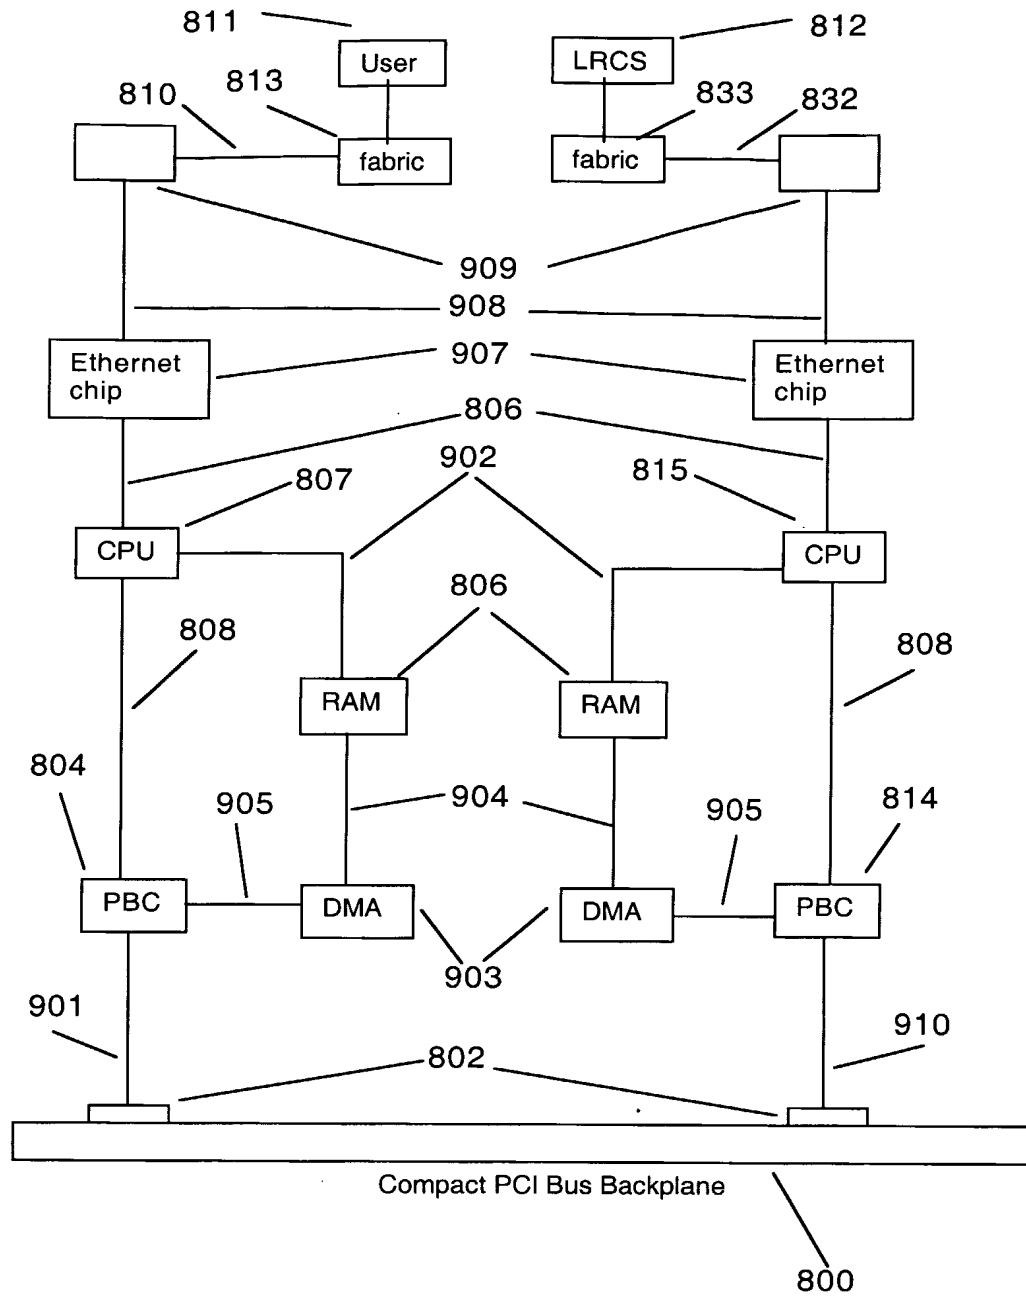 811
812
User
LRCS
813
810
833
832
fabric
fabric
909
908
907
Ethernet
chip
Ethernet
chip
806
902
807
815
CPU
CPU
806
808
808
RAM
RAM
804
905
904
905
814
PBC
DMA
DMA
PBC
903
901
910
802
Compact PCI Bus Backplane
800